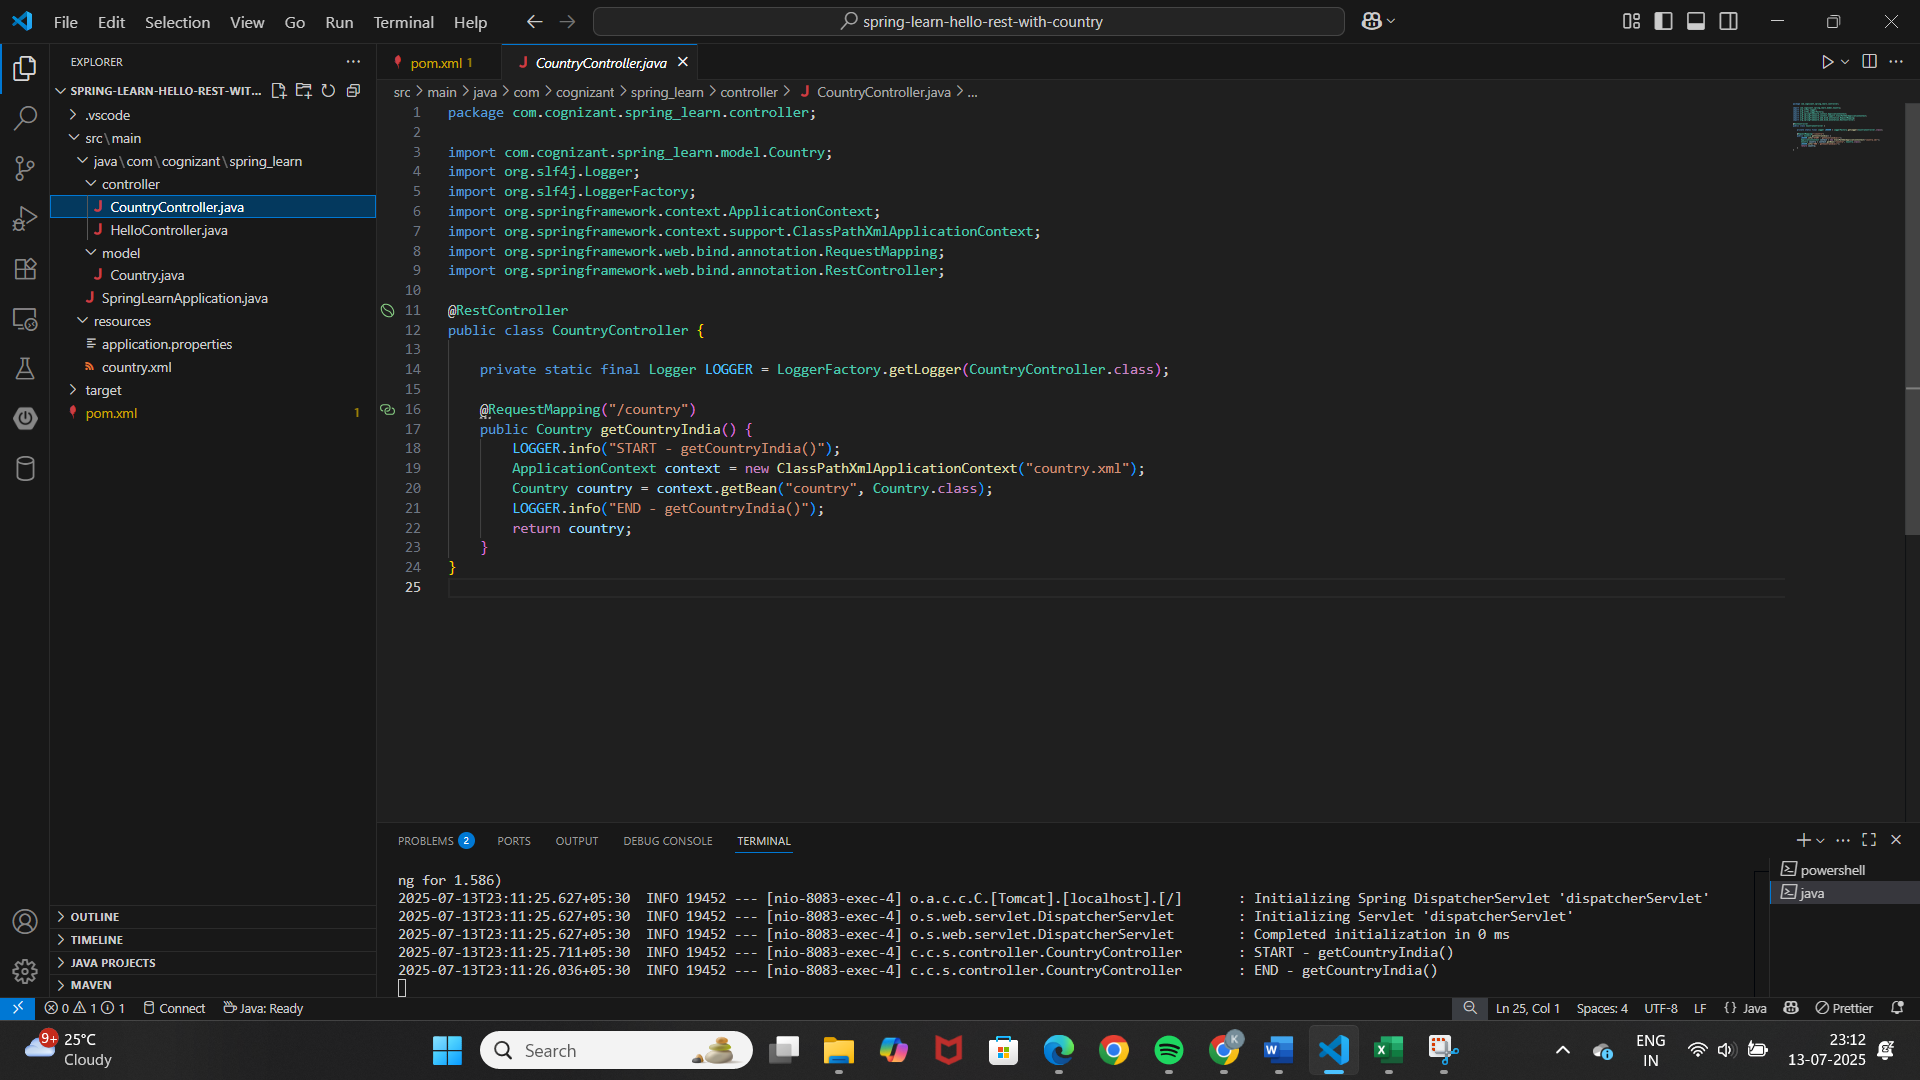 File Edit Selection View Go Run Terminal Help
spring-learn-hello-rest-with-country
EXPLORER
SPRING-LEARN-HELLO-REST-WIT...
.vscode
src\main
java\com\cognizant\spring_learn
controller
CountryController.java
HelloController.java
model
Country.java
SpringLearnApplication.java
resources
application.properties
country.xml
target
pom.xml 1
OUTLINE
TIMELINE
JAVA PROJECTS
MAVEN
pom.xml 1
CountryController.java
src > main > java > com > cognizant > spring_learn > controller > CountryController.java > ...
1 package com.cognizant.spring_learn.controller;
2
3 import com.cognizant.spring_learn.model.Country;
4 import org.slf4j.Logger;
5 import org.slf4j.LoggerFactory;
6 import org.springframework.context.ApplicationContext;
7 import org.springframework.context.support.ClassPathXmlApplicationContext;
8 import org.springframework.web.bind.annotation.RequestMapping;
9 import org.springframework.web.bind.annotation.RestController;
10
11 @RestController
12 public class CountryController {
13
14 private static final Logger LOGGER = LoggerFactory.getLogger(CountryController.class);
15
16 @RequestMapping("/country")
17 public Country getCountryIndia() {
18 LOGGER.info("START - getCountryIndia()");
19 ApplicationContext context = new ClassPathXmlApplicationContext("country.xml");
20 Country country = context.getBean("country", Country.class);
21 LOGGER.info("END - getCountryIndia()");
22 return country;
23 }
24 }
25
PROBLEMS 2 PORTS OUTPUT DEBUG CONSOLE TERMINAL
ng for 1.586)
2025-07-13T23:11:25.627+05:30 INFO 19452 --- [nio-8083-exec-4] o.a.c.c.C.[Tomcat].[localhost].[/] : Initializing Spring DispatcherServlet 'dispatcherServlet'
2025-07-13T23:11:25.627+05:30 INFO 19452 --- [nio-8083-exec-4] o.s.web.servlet.DispatcherServlet : Initializing Servlet 'dispatcherServlet'
2025-07-13T23:11:25.627+05:30 INFO 19452 --- [nio-8083-exec-4] o.s.web.servlet.DispatcherServlet : Completed initialization in 0 ms
2025-07-13T23:11:25.711+05:30 INFO 19452 --- [nio-8083-exec-4] c.c.s.controller.CountryController : START - getCountryIndia()
2025-07-13T23:11:26.036+05:30 INFO 19452 --- [nio-8083-exec-4] c.c.s.controller.CountryController : END - getCountryIndia()
powershell
java
0 1 1 Connect Java: Ready
Ln 25, Col 1 Spaces: 4 UTF-8 LF {} Java Prettier
9+ 25°C
Cloudy
Search
K
ENG
IN
23:12
13-07-2025